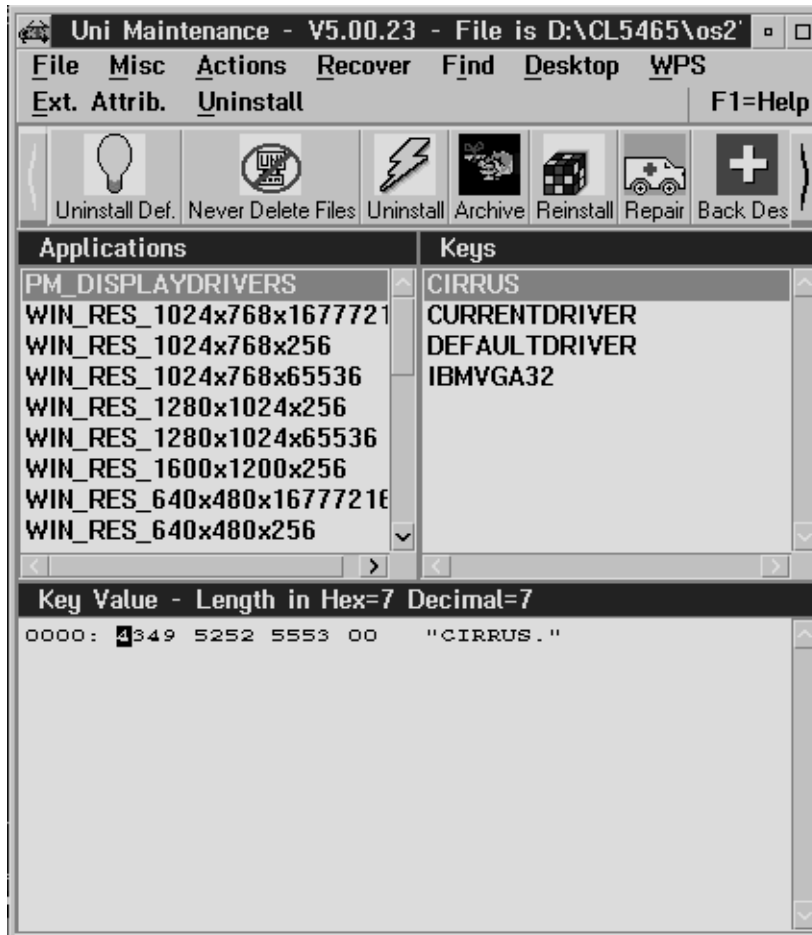 Uni Maintenance - V5.00.23 - File is D:\CL5465\os2'
File Misc Actions Recover Find Desktop WPS
Ext. Attrib. Uninstall F1=Help
Uninstall Def. Never Delete Files Uninstall Archive Reinstall Repair Back Des
Applications Keys
PM_DISPLAYDRIVERS CIRRUS
WIN_RES_1024x768x1677721 CURRENTDRIVER
WIN_RES_1024x768x256 DEFAULTDRIVER
WIN_RES_1024x768x65536 IBMVGA32
WIN_RES_1280x1024x256
WIN_RES_1280x1024x65536
WIN_RES_1600x1200x256
WIN_RES_640x480x16777216
WIN_RES_640x480x256
Key Value - Length in Hex=7 Decimal=7
0000: 4349 5252 5553 00 "CIRRUS."